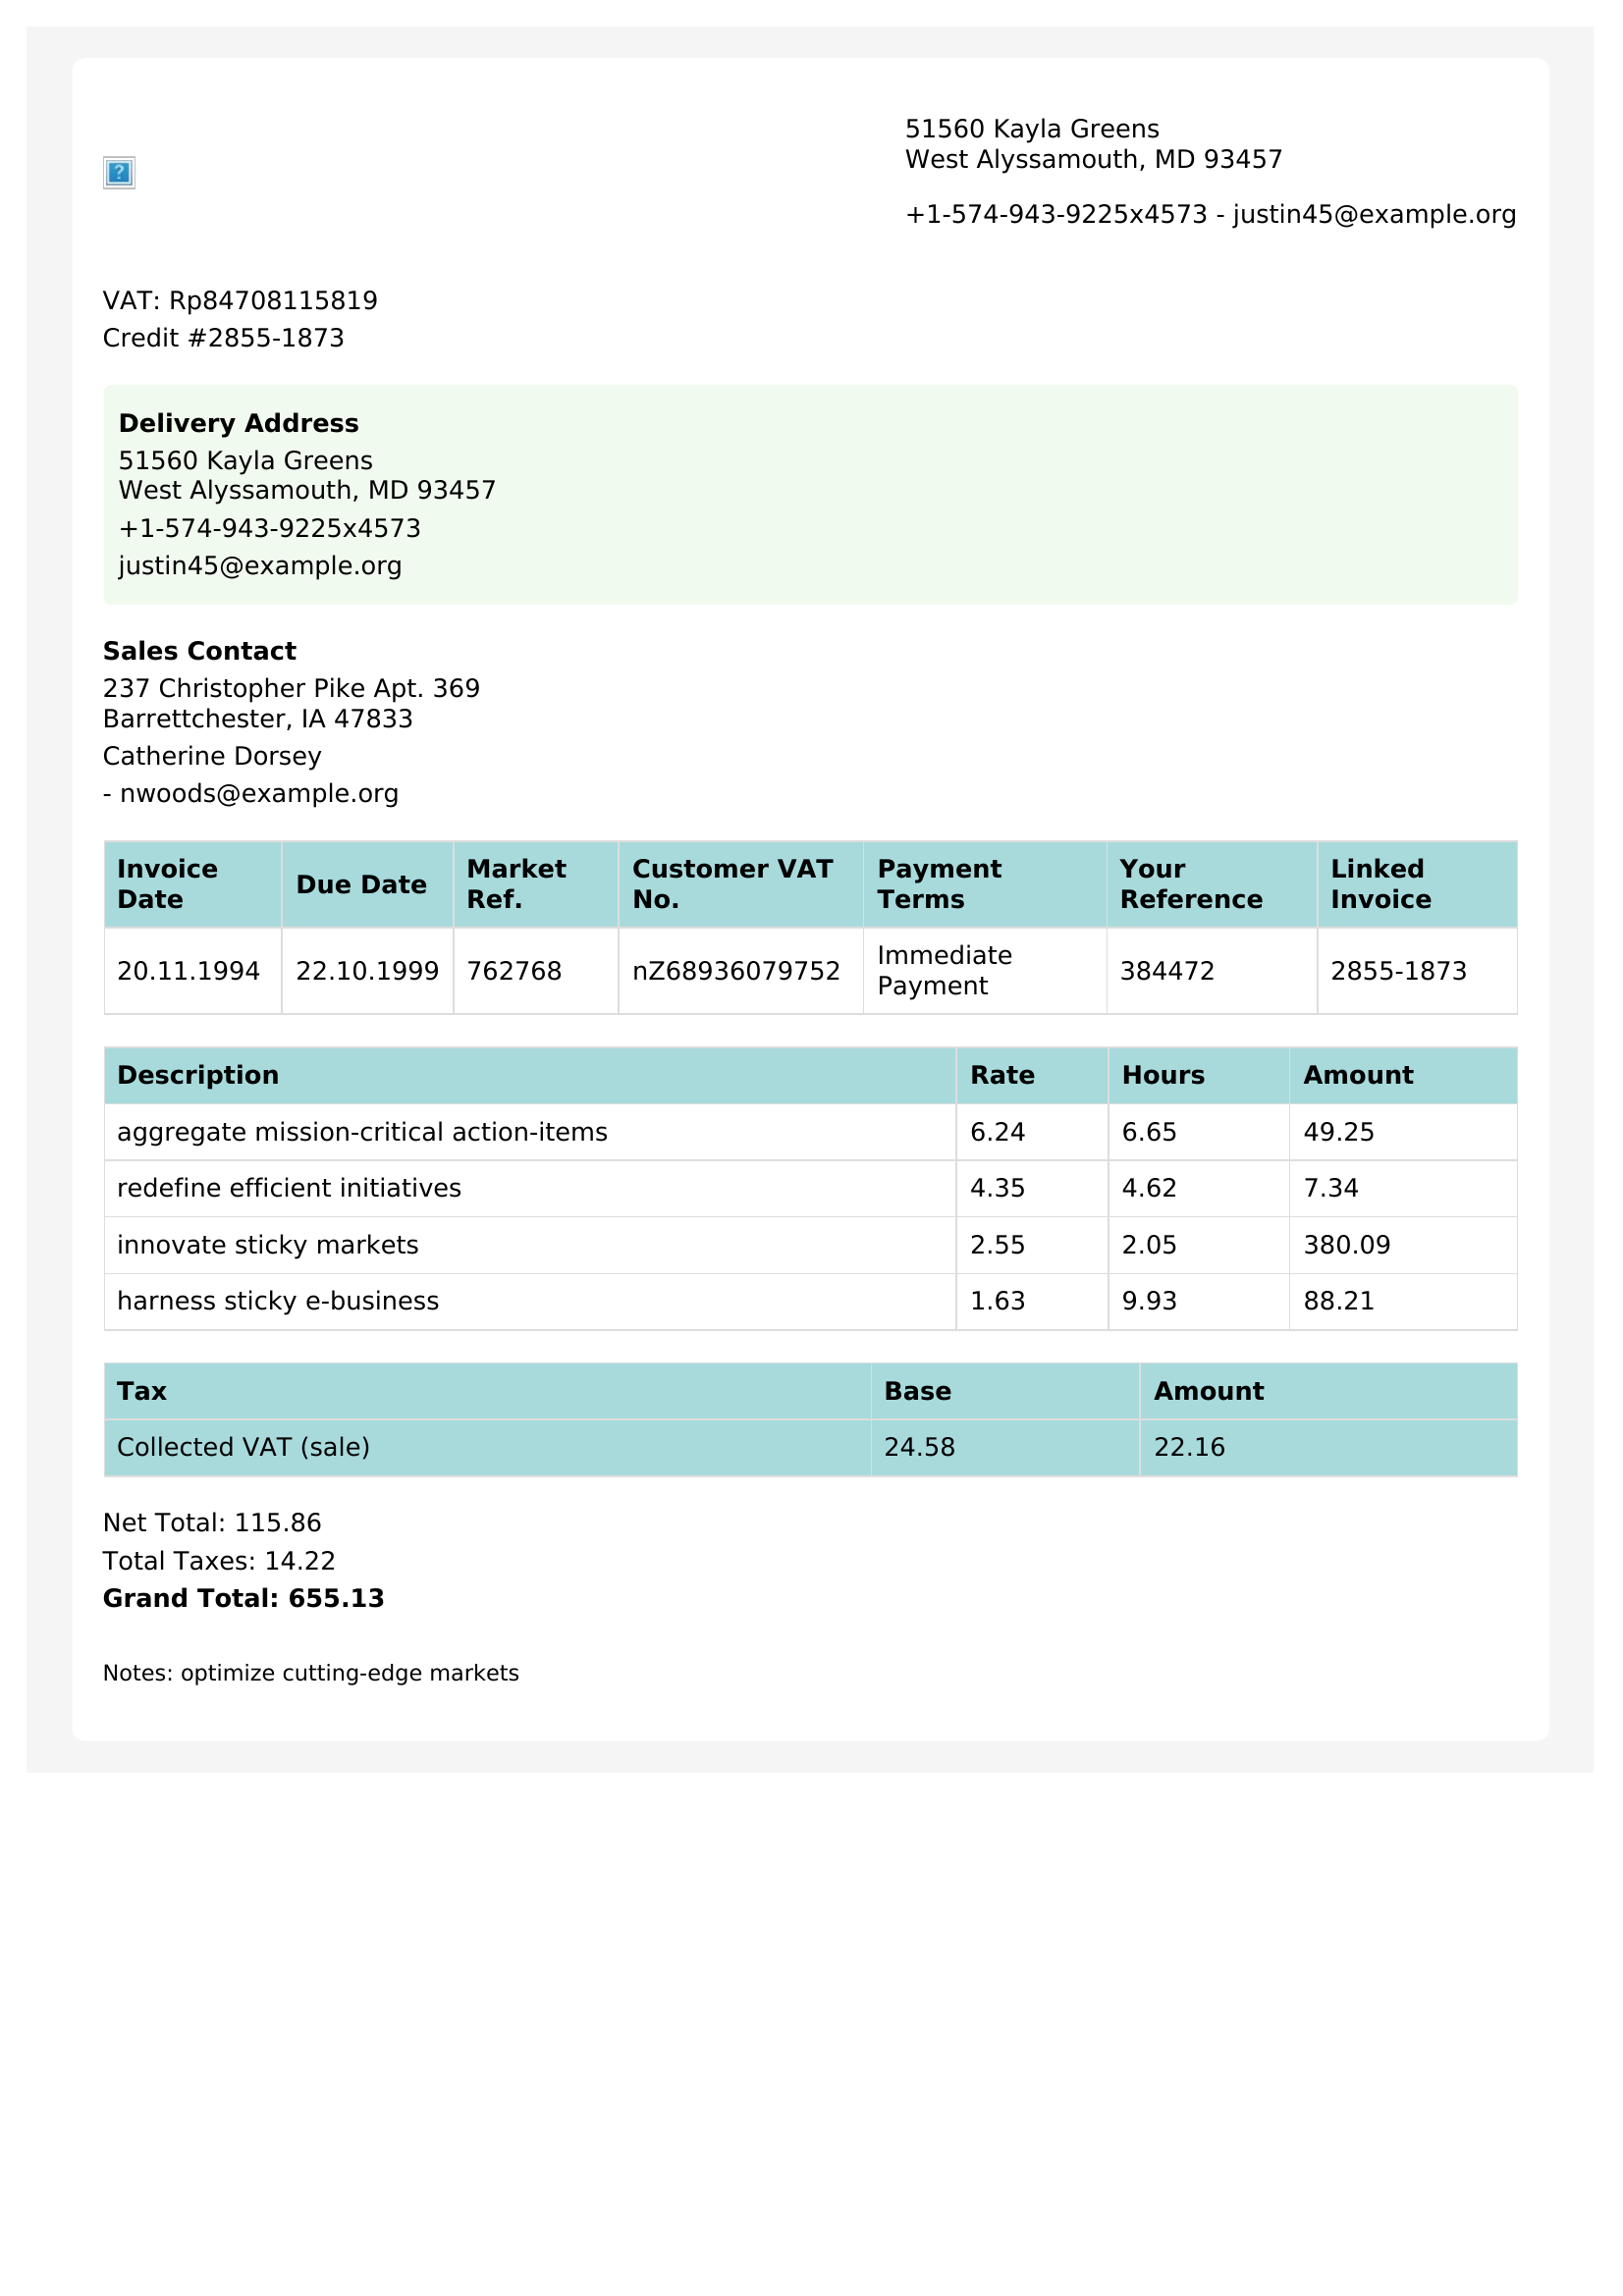 51560 Kayla Greens
West Alyssamouth, MD 93457
+1-574-943-9225x4573 - justin45@example.org
VAT: Rp84708115819
Credit #2855-1873
Delivery Address
51560 Kayla Greens
West Alyssamouth, MD 93457
+1-574-943-9225x4573
justin45@example.org
Sales Contact
237 Christopher Pike Apt. 369
Barrettchester, IA 47833
Catherine Dorsey
- nwoods@example.org
Invoice Date Due Date Market Ref. Customer VAT No. Payment Terms Your Reference Linked Invoice
20.11.1994 22.10.1999 762768 nZ68936079752 Immediate Payment 384472 2855-1873
Description Rate Hours Amount
aggregate mission-critical action-items 6.24 6.65 49.25
redefine efficient initiatives 4.35 4.62 7.34
innovate sticky markets 2.55 2.05 380.09
harness sticky e-business 1.63 9.93 88.21
Tax Base Amount
Collected VAT (sale) 24.58 22.16
Net Total: 115.86
Total Taxes: 14.22
Grand Total: 655.13
Notes: optimize cutting-edge markets